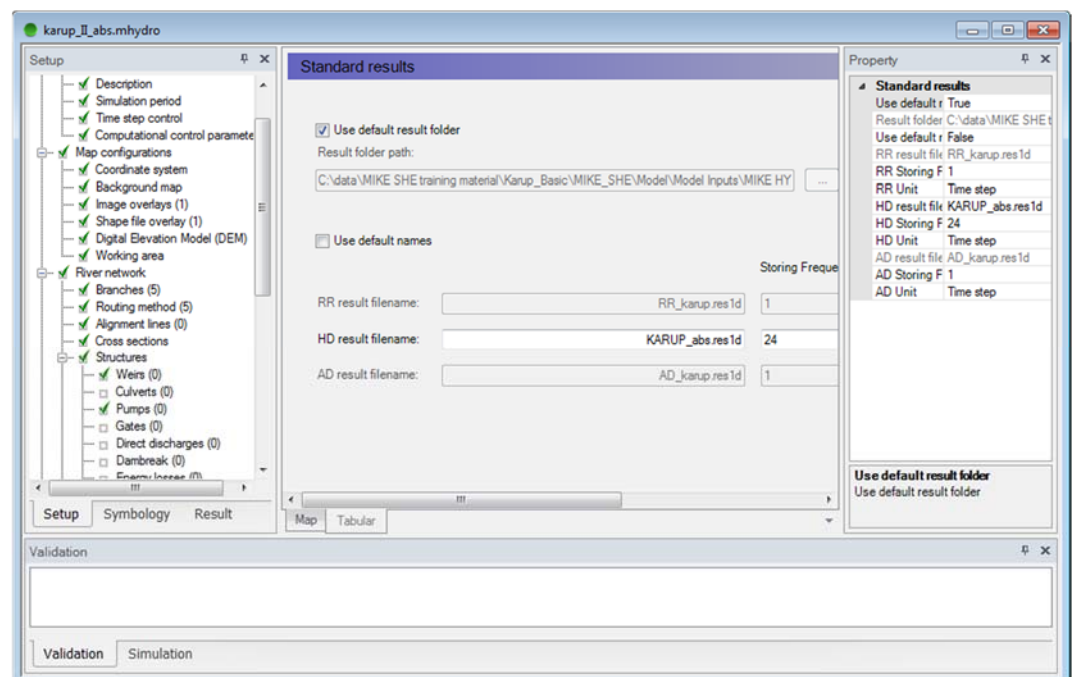 karup_II_abs.mhydro
Setup
Description
Simulation period
Time step control
Computational control paramete
Map configurations
Coordinate system
Background map
Image overlays (1)
Shape file overlay (1)
Digital Elevation Model (DEM)
Working area
River network
Branches (5)
Routing method (5)
Alignment lines (0)
Cross sections
Structures
Weirs (0)
Culverts (0)
Pumps (0)
Gates (0)
Direct discharges (0)
Dambreak (0)
Energy losses (0)
Setup Symbology Result
Standard results
Use default result folder
Result folder path:
C:\data\MIKE SHE training material\Karup_Basic\MIKE_SHE\Model\Model Inputs\MIKE HY ...
Use default names
Storing Freque
RR result filename: RR_karup.res1d 1
HD result filename: KARUP_abs.res1d 24
AD result filename: AD_karup.res1d 1
Map Tabular
Property
Standard results
Use default r True
Result folder C:\data\MIKE SHE t
Use default r False
RR result file RR_karup.res1d
RR Storing F 1
RR Unit Time step
HD result file KARUP_abs.res1d
HD Storing F 24
HD Unit Time step
AD result file AD_karup.res1d
AD Storing F 1
AD Unit Time step
Use default result folder
Use default result folder
Validation
Validation Simulation